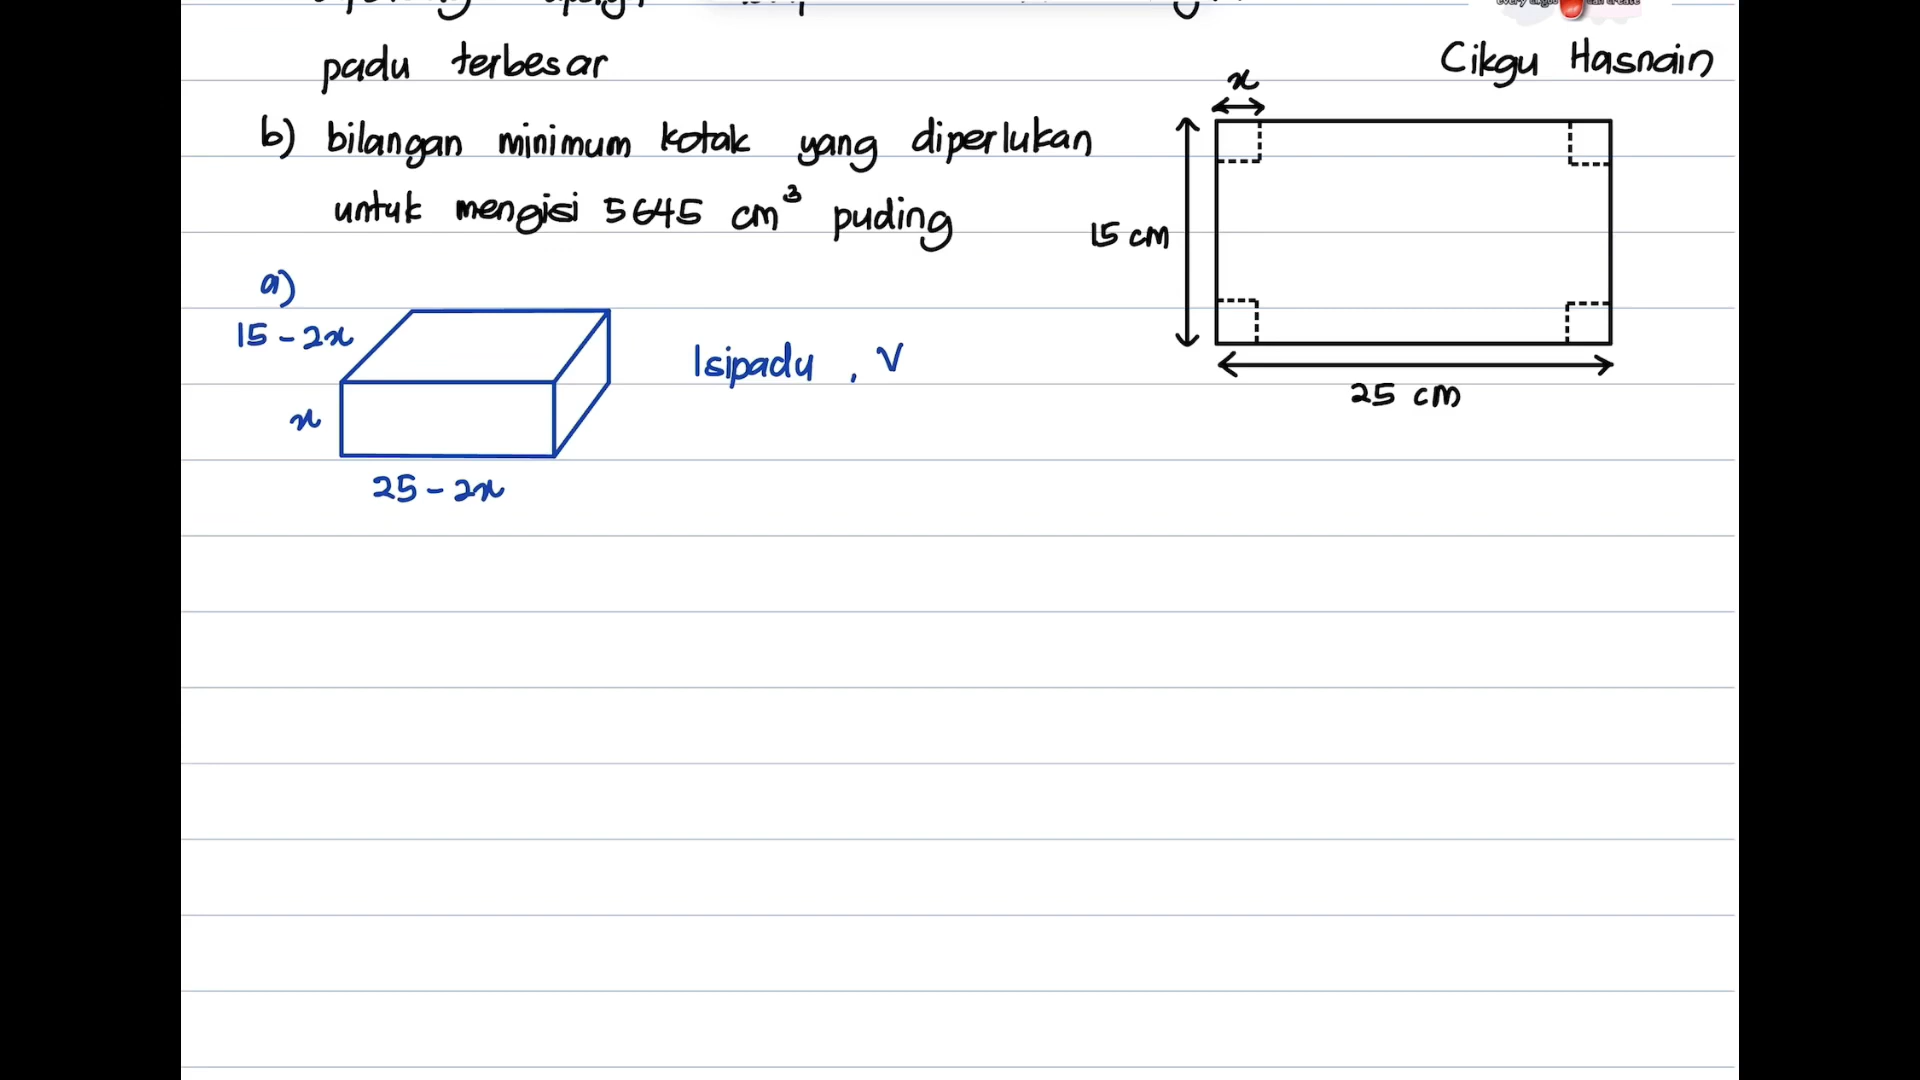 padu terbesar
Cikgu Hasnain
b) bilangan minimum kotak yang diperlukan
untuk mengisi 5645 cm³ puding
x
15 cm
25 cm
a)
15 - 2x
x
25 - 2x
Isipadu , V